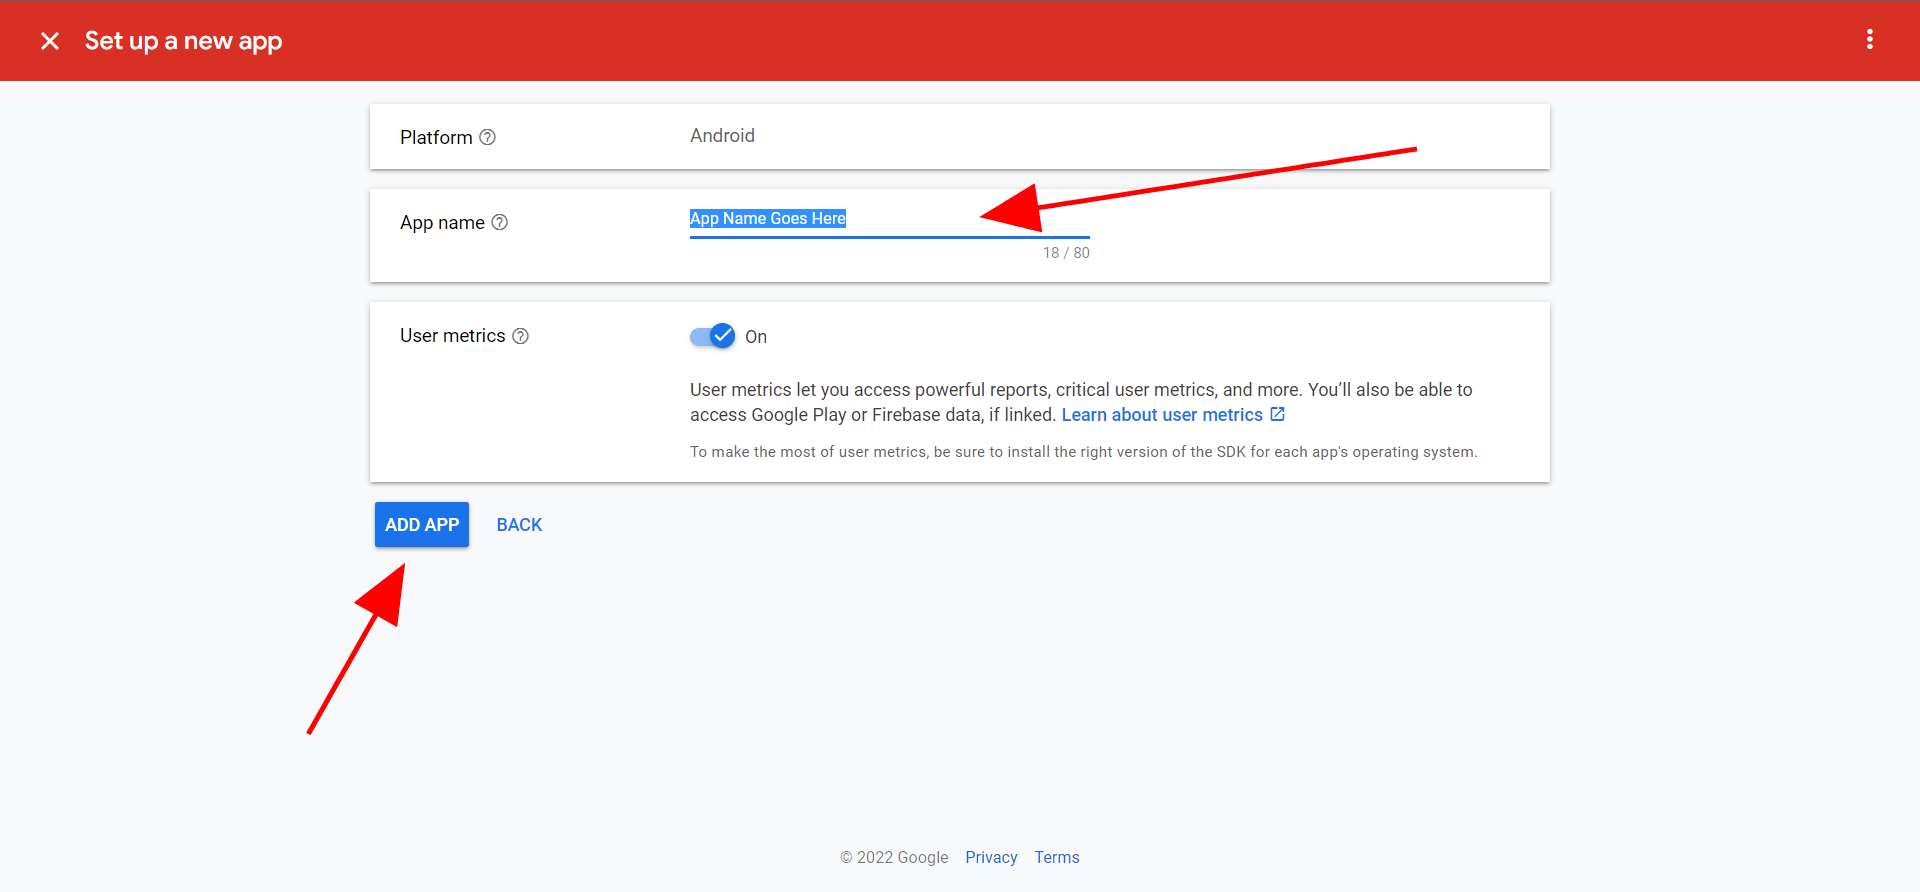 Set up a new app
Platform
Android
App name
App Name Goes Here
18 / 80
User metrics
On
User metrics let you access powerful reports, critical user metrics, and more. You’ll also be able to
access Google Play or Firebase data, if linked. Learn about user metrics
To make the most of user metrics, be sure to install the right version of the SDK for each app's operating system.
ADD APP BACK
© 2022 Google Privacy Terms